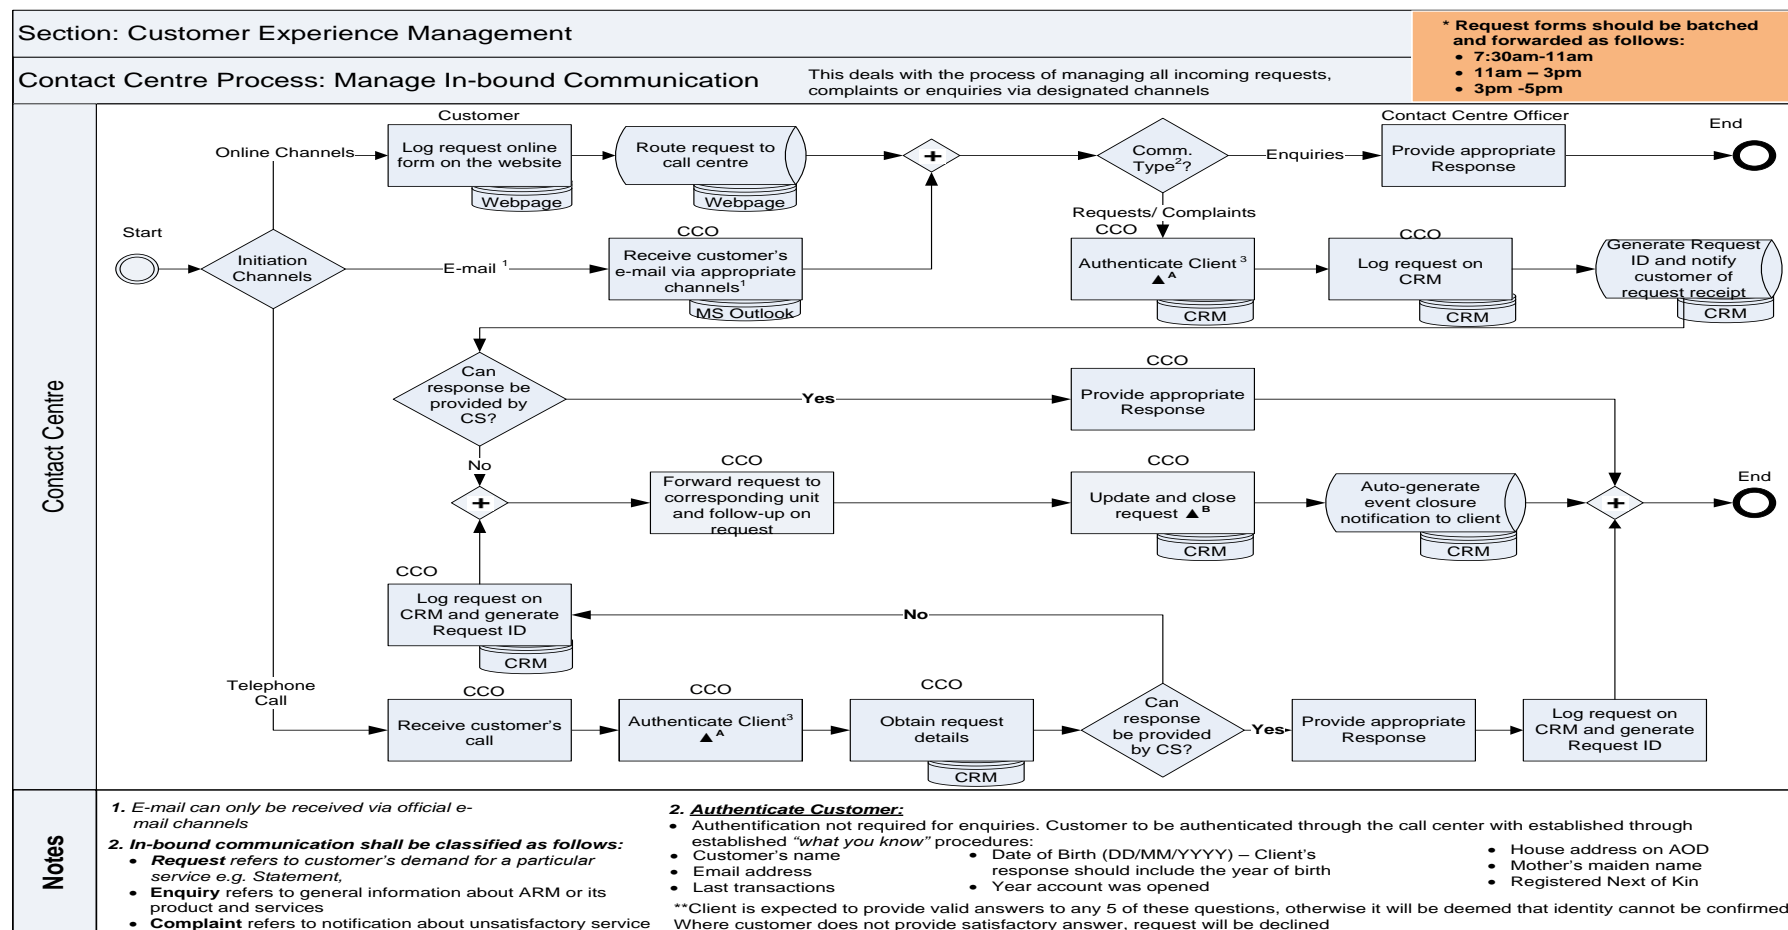 Section: Customer Experience Management
* Request forms should be batched
and forwarded as follows:
• 7:30am-11am
• 11am – 3pm
• 3pm -5pm
Contact Centre Process: Manage In-bound Communication
This deals with the process of managing all incoming requests,
complaints or enquiries via designated channels
Contact Centre
Customer
Contact Centre Officer
End
Online Channels
Log request online
form on the website
Webpage
Route request to
call centre
Webpage
Comm.
Type2?
Enquiries
Provide appropriate
Response
Requests/ Complaints
Start
Initiation
Channels
E-mail 1
CCO
Receive customer's
e-mail via appropriate
channels1
MS Outlook
CCO
Authenticate Client3
▲A
CRM
CCO
Log request on
CRM
CRM
Generate Request
ID and notify
customer of
request receipt
CRM
Can
response be
provided by
CS?
Yes
CCO
Provide appropriate
Response
No
CCO
Forward request to
corresponding unit
and follow-up on
request
CCO
Update and close
request ▲B
CRM
Auto-generate
event closure
notification to client
CRM
End
CCO
Log request on
CRM and generate
Request ID
CRM
No
Telephone
Call
CCO
Receive customer's
call
CCO
Authenticate Client3
▲A
CCO
Obtain request
details
CRM
Can
response
be provided
by CS?
Yes
Provide appropriate
Response
Log request on
CRM and generate
Request ID
Notes
1. E-mail can only be received via official e-
mail channels
2. In-bound communication shall be classified as follows:
• Request refers to customer's demand for a particular
service e.g. Statement,
• Enquiry refers to general information about ARM or its
product and services
• Complaint refers to notification about unsatisfactory service
2. Authenticate Customer:
• Authentification not required for enquiries. Customer to be authenticated through the call center with established through
established "what you know" procedures:
• Customer's name
• Email address
• Last transactions
• Date of Birth (DD/MM/YYYY) – Client's
response should include the year of birth
• Year account was opened
• House address on AOD
• Mother's maiden name
• Registered Next of Kin
**Client is expected to provide valid answers to any 5 of these questions, otherwise it will be deemed that identity cannot be confirmed
Where customer does not provide satisfactory answer, request will be declined